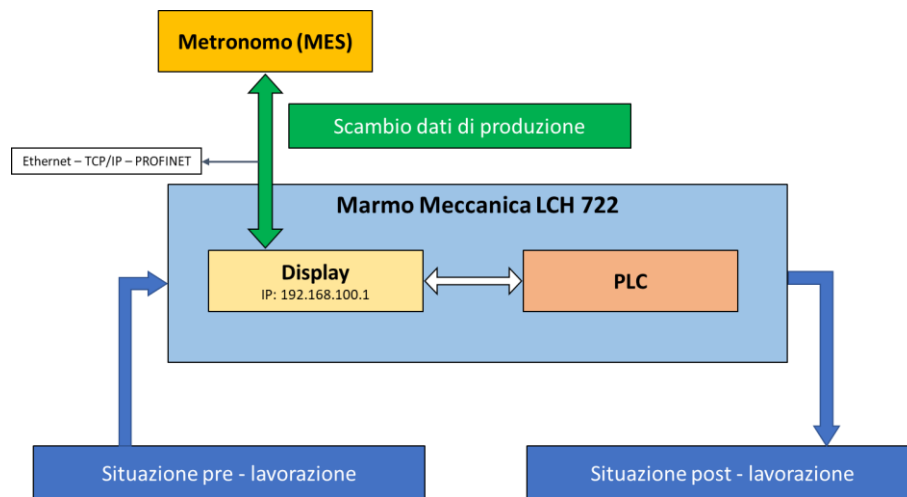 Metronomo (MES)
Scambio dati di produzione
Ethernet – TCP/IP – PROFINET
Marmo Meccanica LCH 722
Display
IP: 192.168.100.1
PLC
Situazione pre - lavorazione
Situazione post - lavorazione